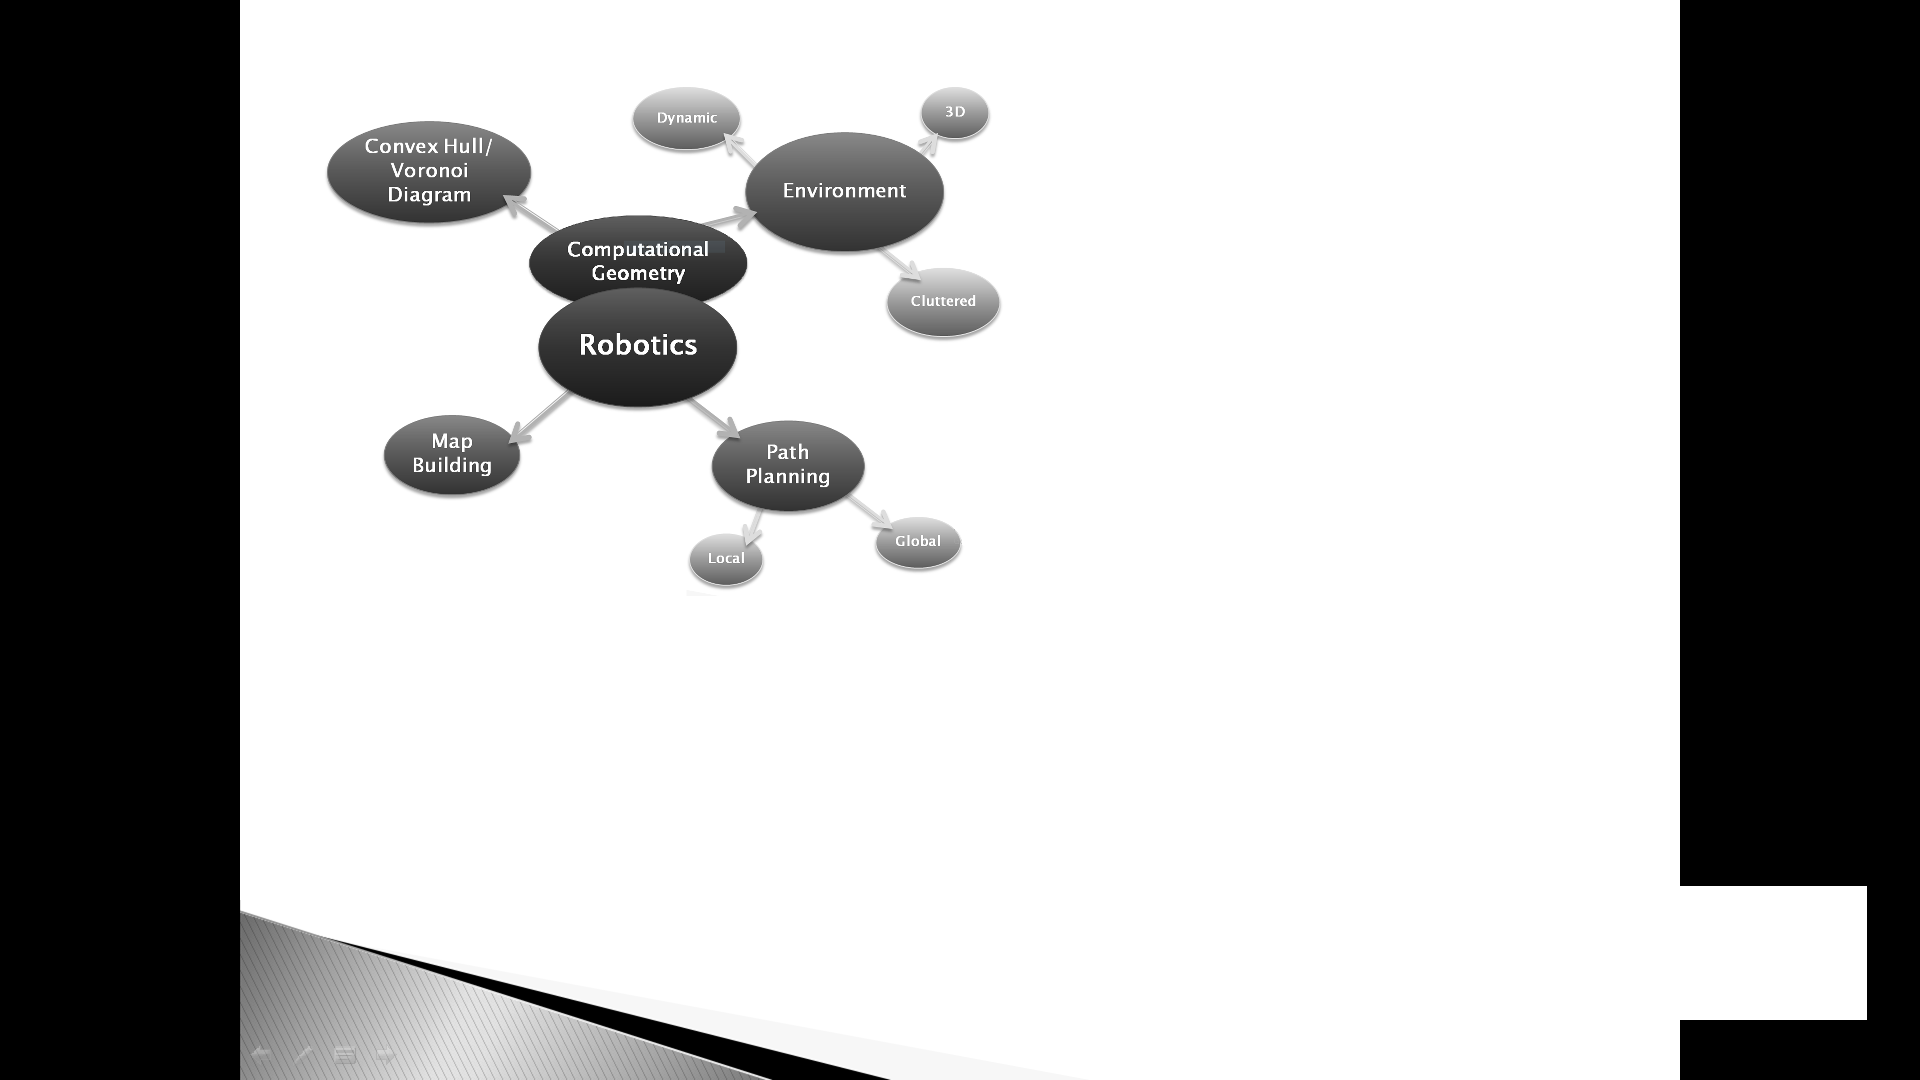 Dynamic
3D
Convex Hull/
Voronoi
Diagram
Environment
Computational
Geometry
Cluttered
Robotics
Map
Building
Path
Planning
Global
Local